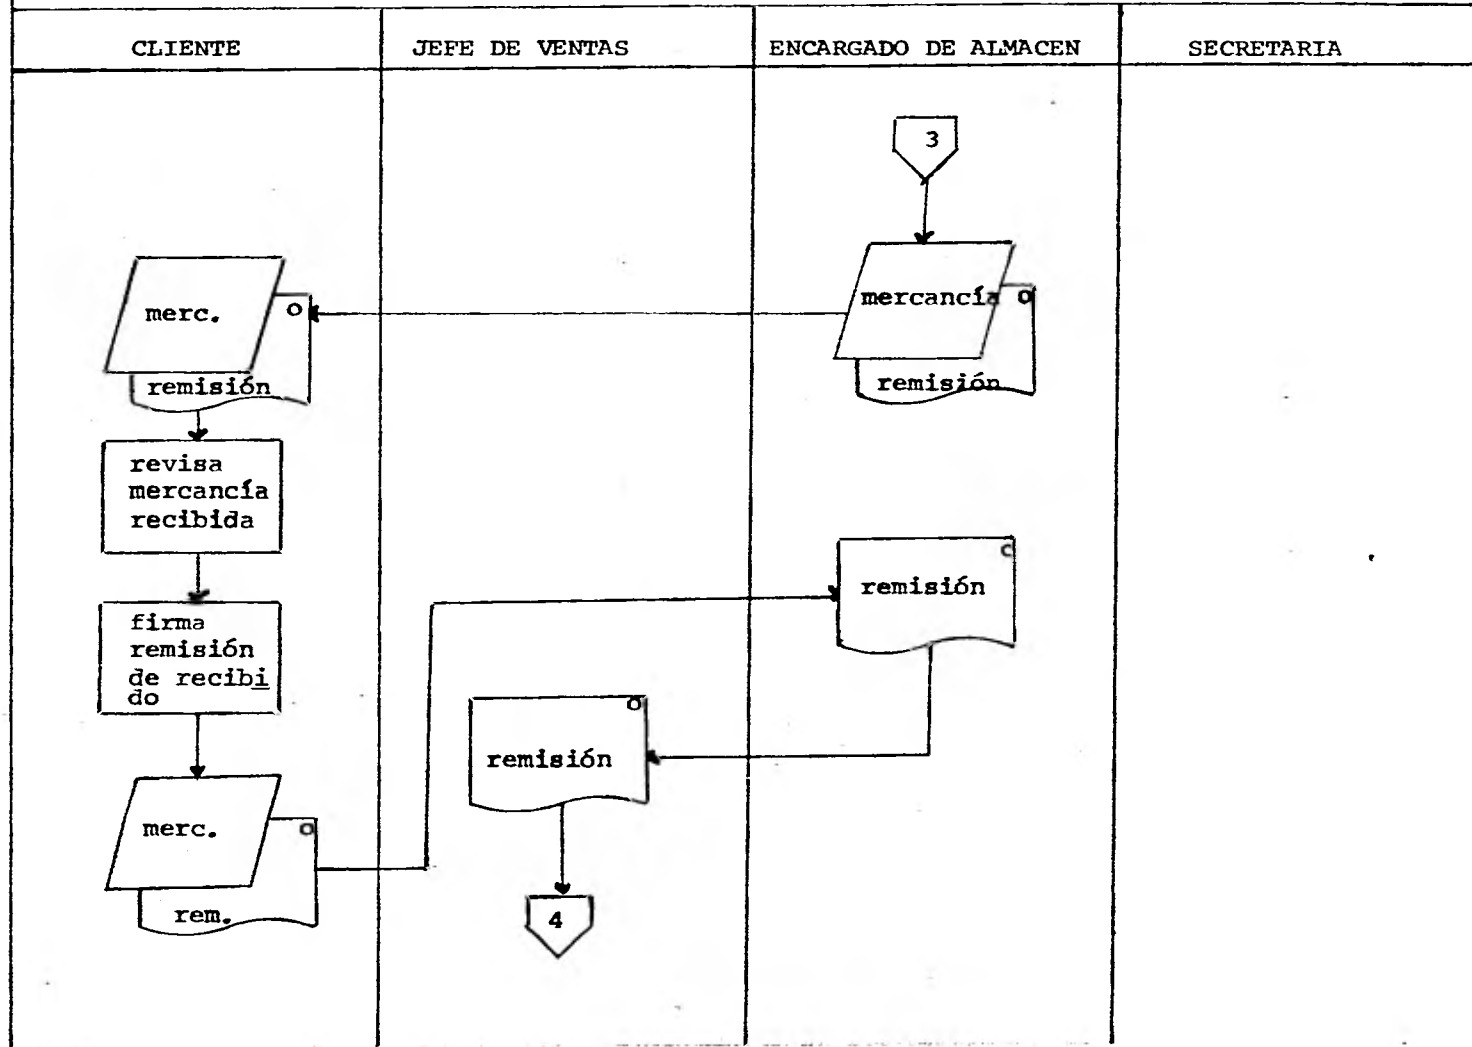 CLIENTE
JEFE DE VENTAS
ENCARGADO DE ALMACEN
SECRETARIA
3
mercancía
O
remisión
merc.
O
remisión
revisa
mercancía
recibida
firma
remisión
de recibi
do
merc.
O
rem.
O
remisión
O
remisión
4